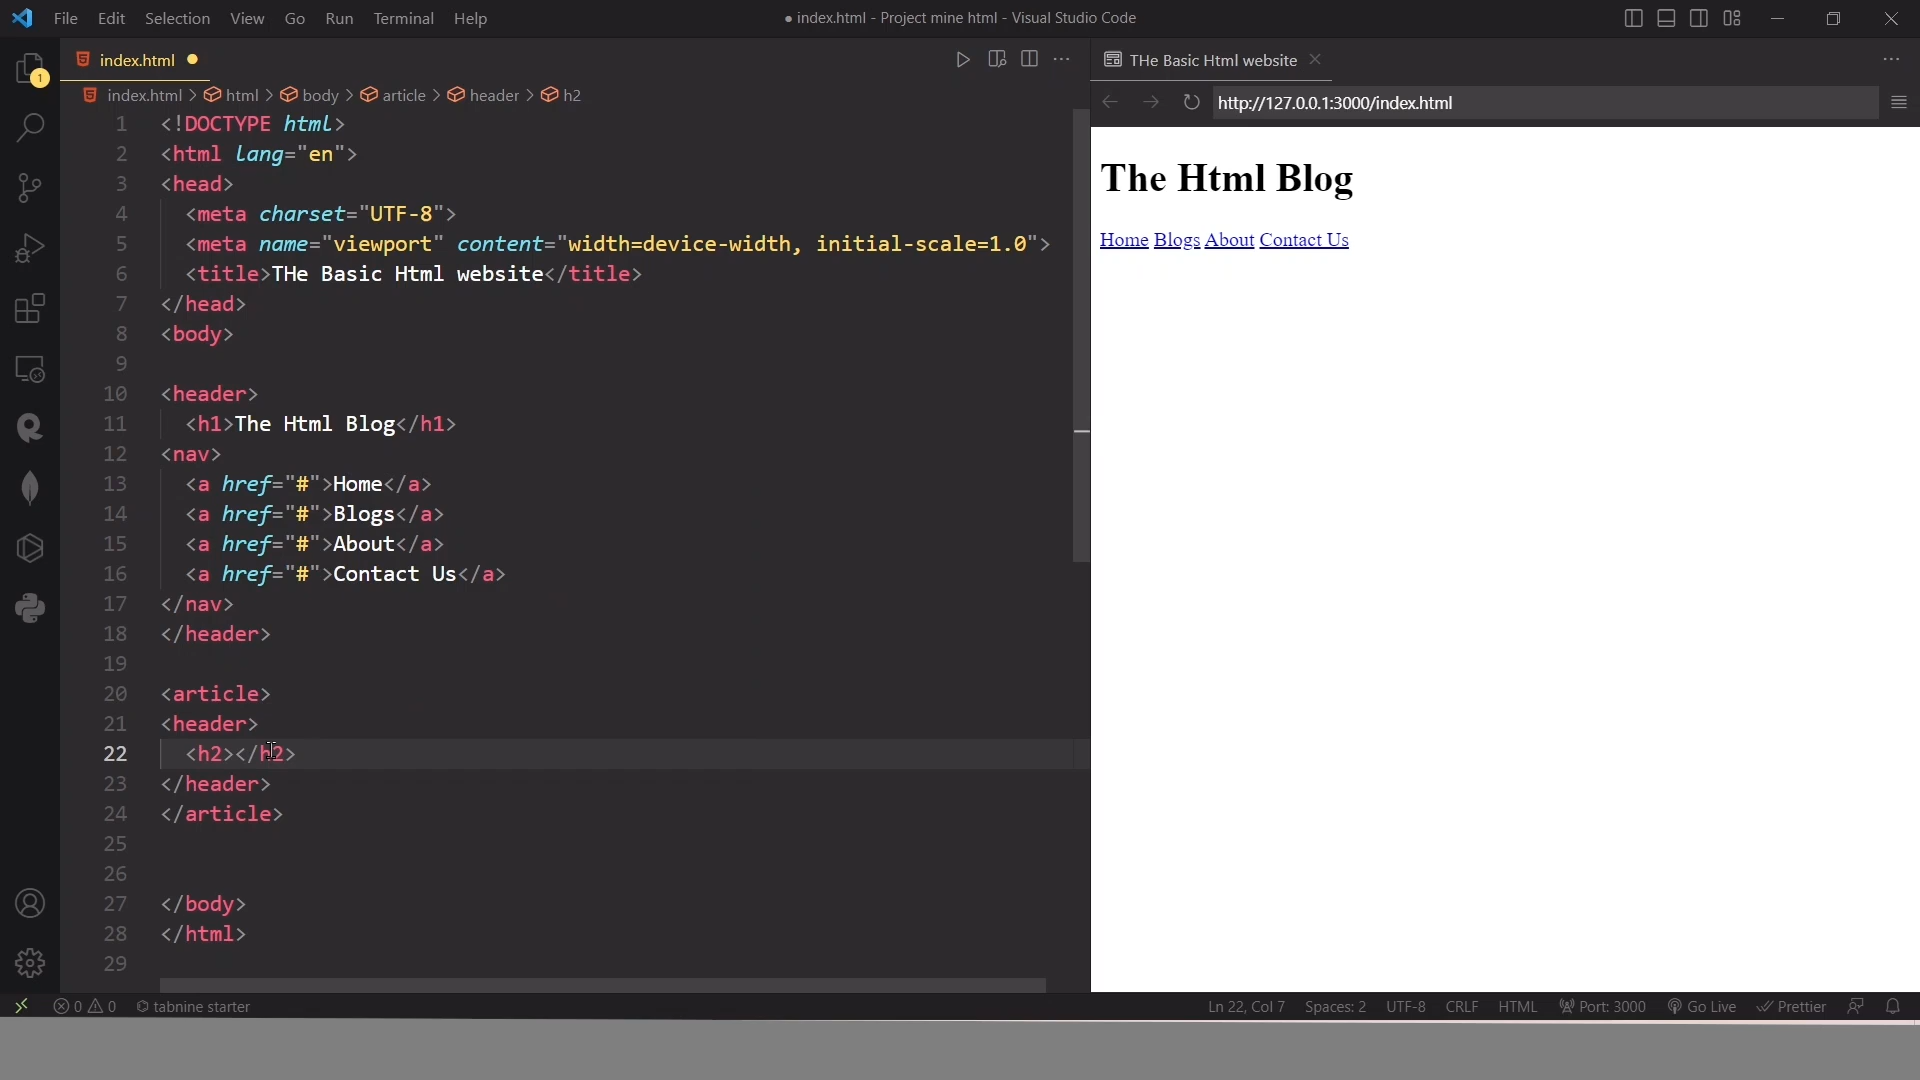 File Edit Selection View Go Run Terminal Help
● index.html - Project mine html - Visual Studio Code
index.html
index.html > html > body > article > header > h2
1 <!DOCTYPE html>
2 <html lang="en">
3 <head>
4 <meta charset="UTF-8">
5 <meta name="viewport" content="width=device-width, initial-scale=1.0">
6 <title>THe Basic Html website</title>
7 </head>
8 <body>
9
10 <header>
11 <h1>The Html Blog</h1>
12 <nav>
13 <a href="#">Home</a>
14 <a href="#">Blogs</a>
15 <a href="#">About</a>
16 <a href="#">Contact Us</a>
17 </nav>
18 </header>
19
20 <article>
21 <header>
22 <h2></h2>
23 </header>
24 </article>
25
26
27 </body>
28 </html>
29
THe Basic Html website
http://127.0.0.1:3000/index.html
The Html Blog
Home Blogs About Contact Us
1
0 0 tabnine starter
Ln 22, Col 7 Spaces: 2 UTF-8 CRLF HTML Port: 3000 Go Live Prettier